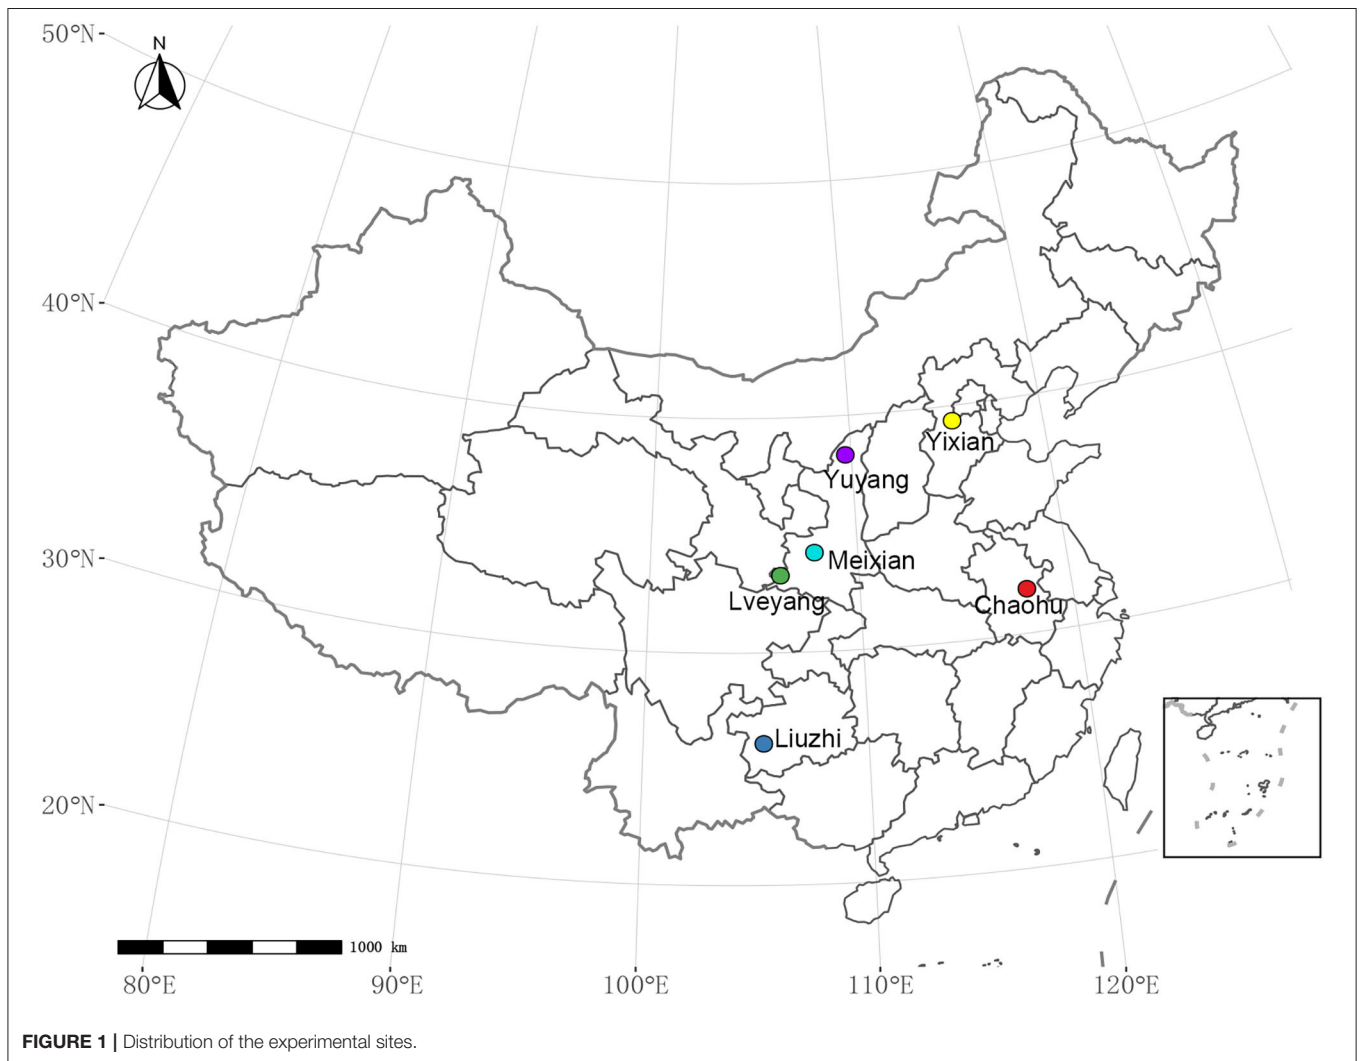 50°N
N
40°N
Yixian
Yuyang
30°N
Meixian
Lveyang
Chaohu
Liuzhi
20°N
1000 km
80°E 90°E 100°E 110°E 120°E
FIGURE 1 | Distribution of the experimental sites.